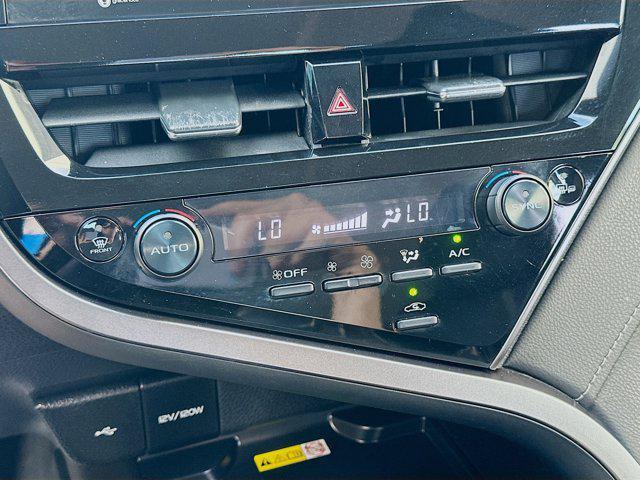 LO LO
FRONT AUTO SYNC
OFF A/C
12V/120W